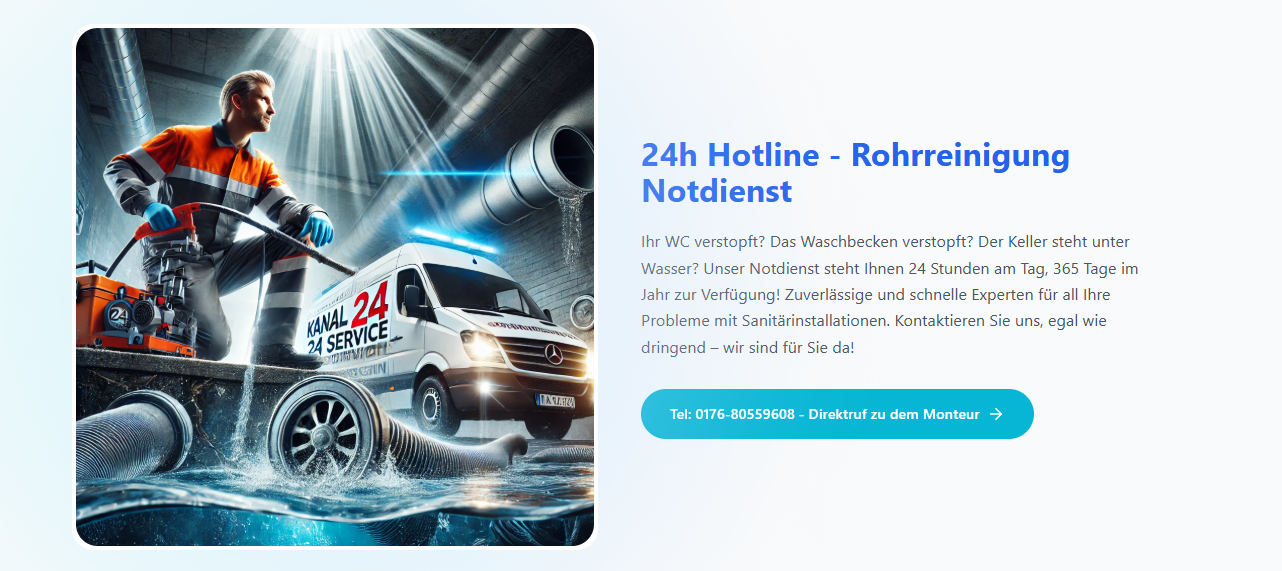 24h Hotline - Rohrreinigung
Notdienst
Ihr WC verstopft? Das Waschbecken verstopft? Der Keller steht unter
Wasser? Unser Notdienst steht Ihnen 24 Stunden am Tag, 365 Tage im
Jahr zur Verfügung! Zuverlässige und schnelle Experten für all Ihre
Probleme mit Sanitärinstallationen. Kontaktieren Sie uns, egal wie
dringend – wir sind für Sie da!
Tel: 0176-80559608 - Direktruf zu dem Monteur →
KANAL 24
24 SERVICE
24